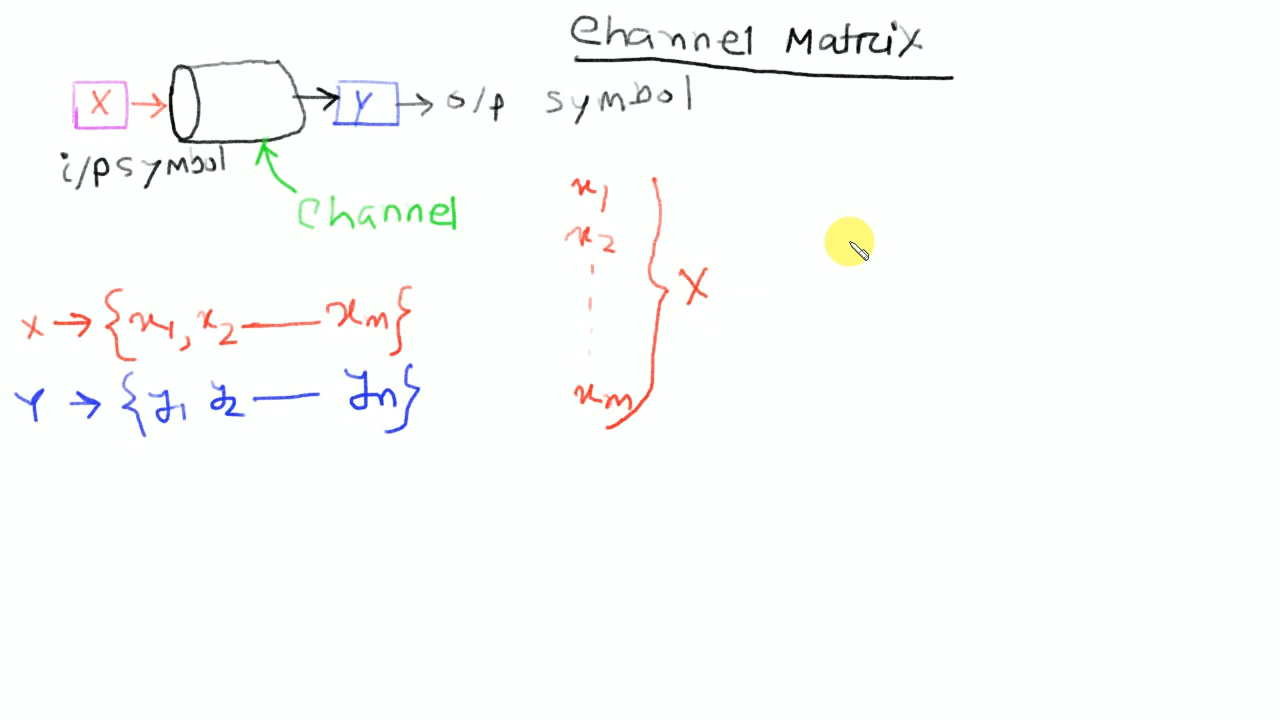 Channel Matrix
X → Y → o/p symbol
i/p symbol
Channel
x1
x2
X
xm
X → {x1, x2 —— xm}
Y → {y1 y2 —— yn}